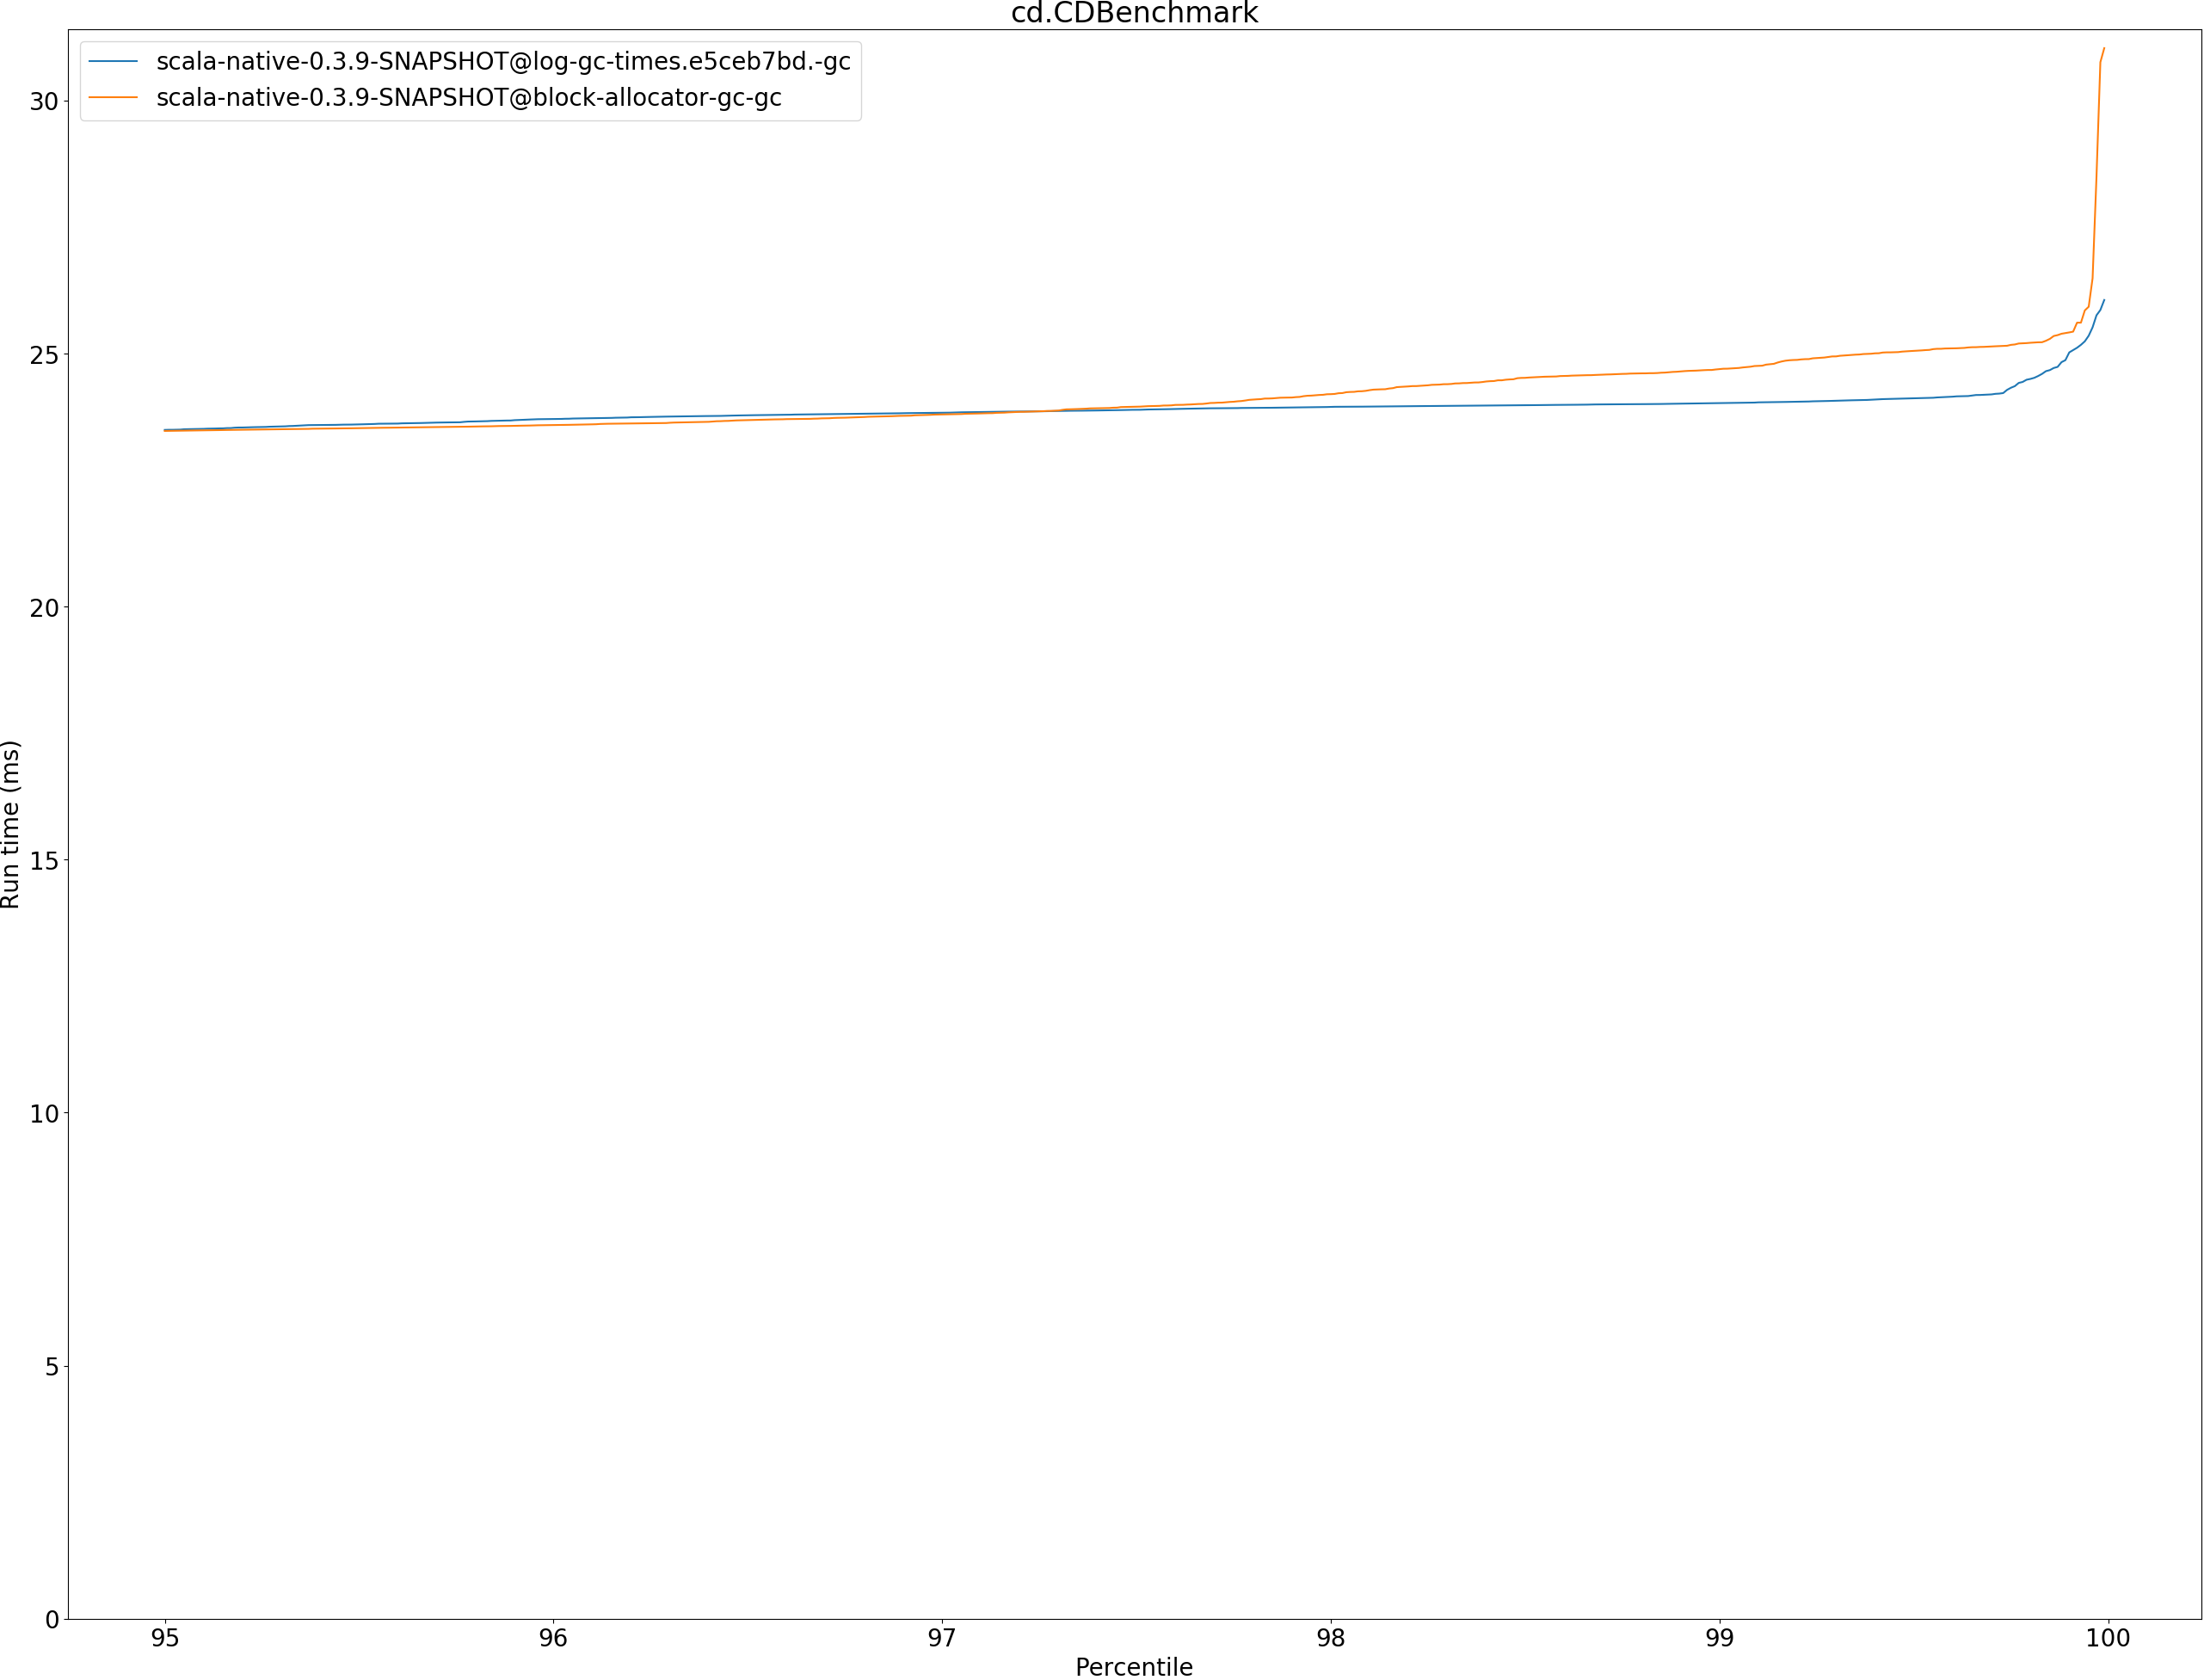 cd.CDBenchmark
scala-native-0.3.9-SNAPSHOT@log-gc-times.e5ceb7bd.-gc
scala-native-0.3.9-SNAPSHOT@block-allocator-gc-gc
30
25
20
15
10
5
0
Run time (ms)
95 96 97 98 99 100
Percentile